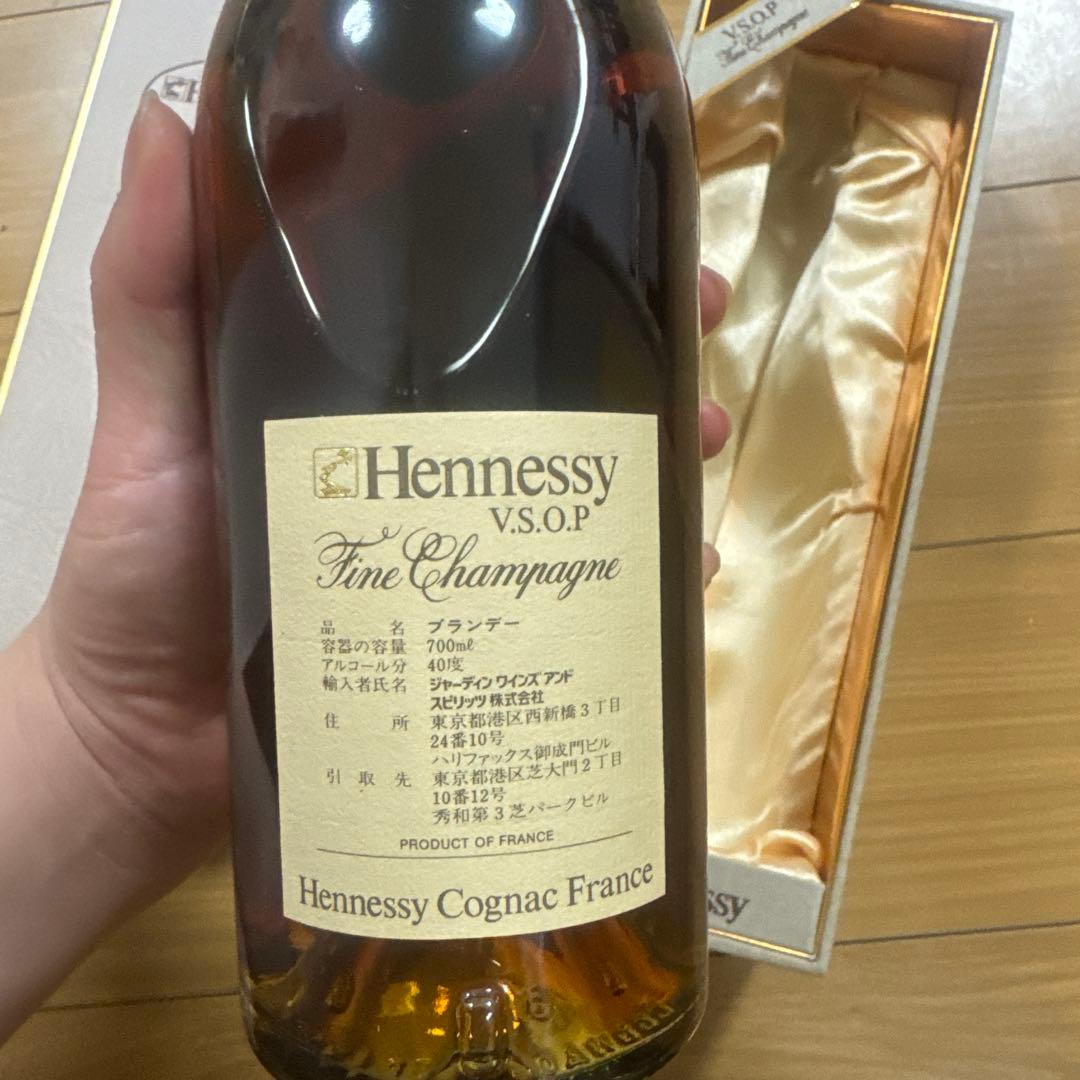 V.S.O.P
Fine Champagne
Hennessy
V.S.O.P
Fine Champagne
品名 ブランデー
容器の容量 700mℓ
アルコール分 40度
輸入者氏名 ジャーディン ワインズ アンド
スピリッツ 株式会社
住所 東京都港区西新橋3丁目
24番10号
ハリファックス御成門ビル
引取先 東京都港区芝大門2丁目
10番12号
秀和第3芝パークビル
PRODUCT OF FRANCE
Hennessy Cognac France
ssy